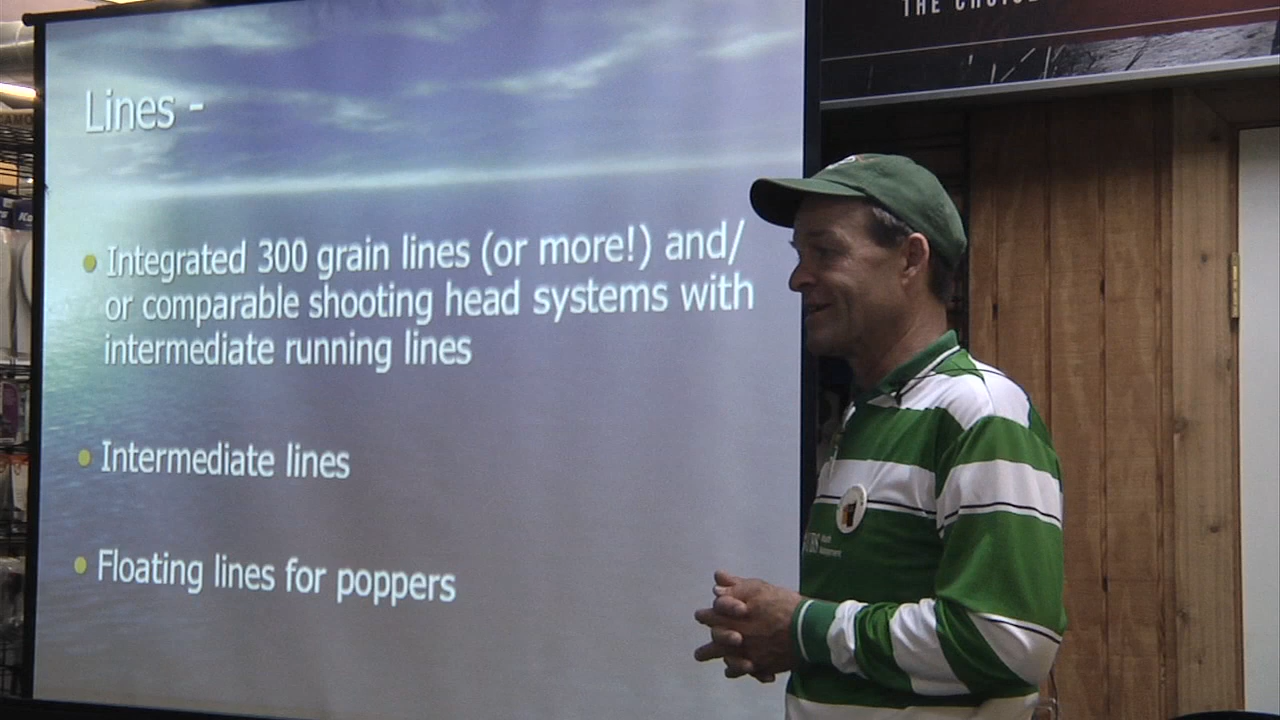 THE CHOICE
Lines -
Integrated 300 grain lines (or more!) and/
or comparable shooting head systems with
intermediate running lines
Intermediate lines
Floating lines for poppers
UBS